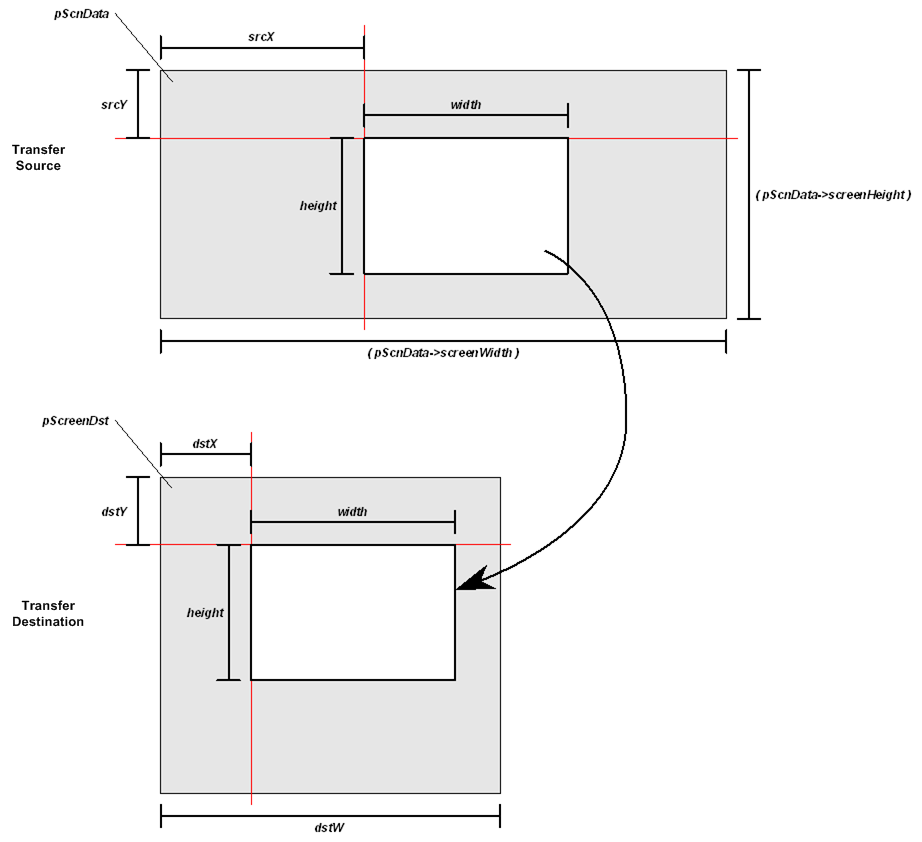 pScnData
srcX
srcY
width
Transfer
Source
height
( pScnData->screenHeight )
( pScnData->screenWidth )
pScreenDst
dstX
dstY
width
Transfer
Destination
height
dstW